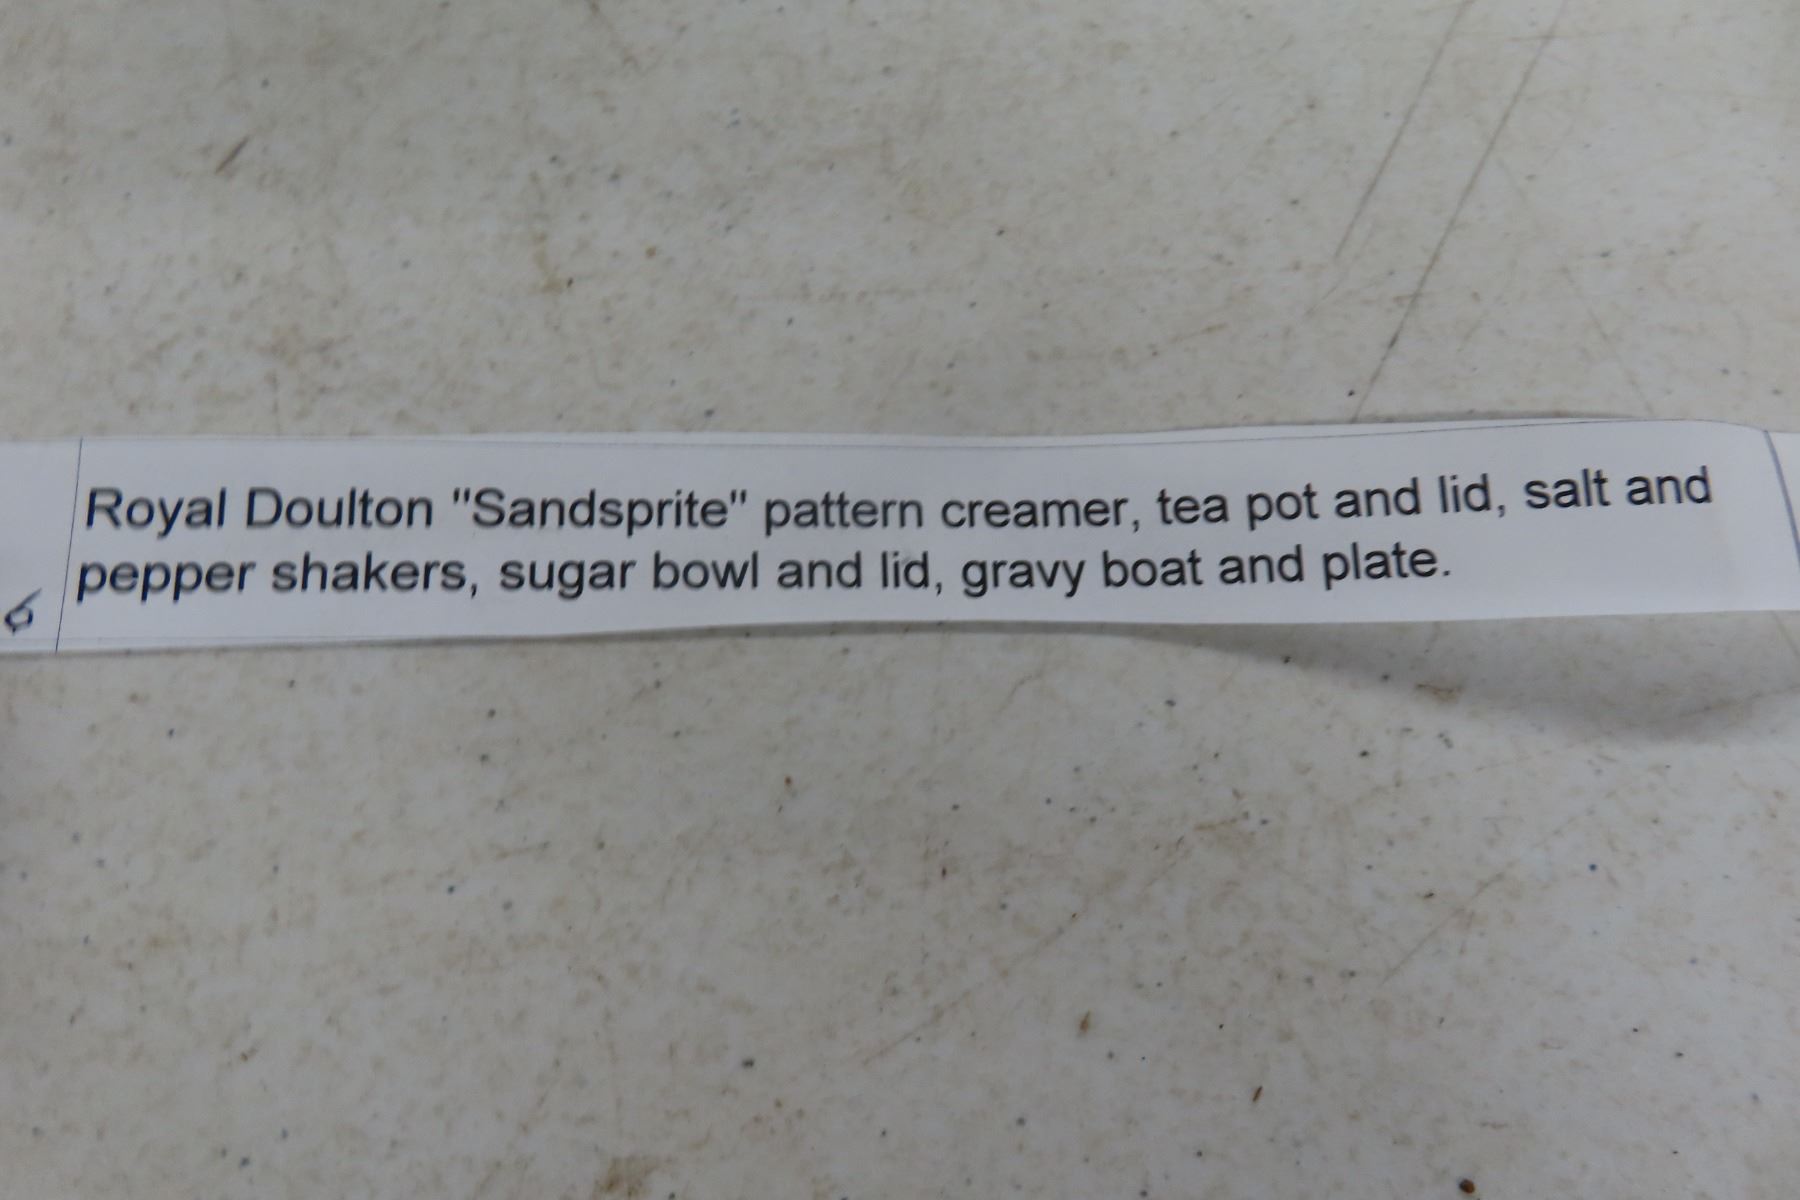 Royal Doulton "Sandsprite" pattern creamer, tea pot and lid, salt and
pepper shakers, sugar bowl and lid, gravy boat and plate.
6